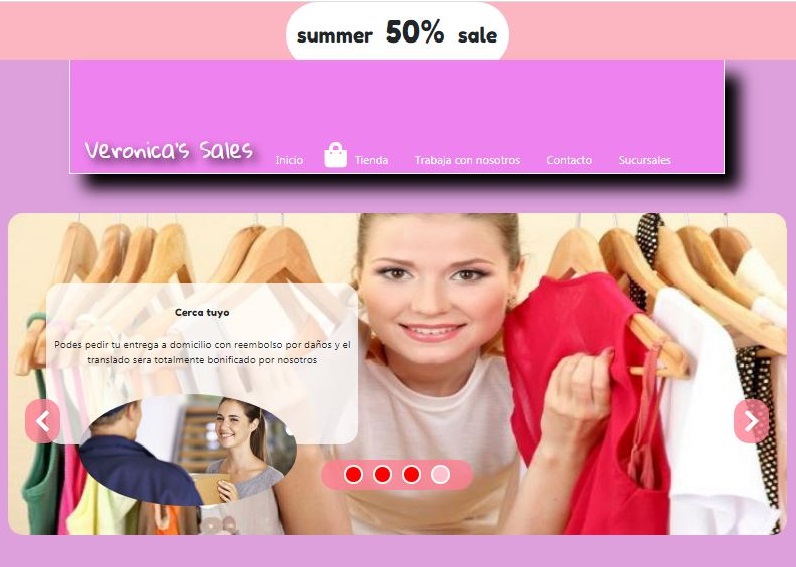 summer 50% sale
Veronica's Sales
Inicio Tienda Trabaja con nosotros Contacto Sucursales
Cerca tuyo
Podes pedir tu entrega a domicilio con reembolso por daños y el
translado sera totalmente bonificado por nosotros